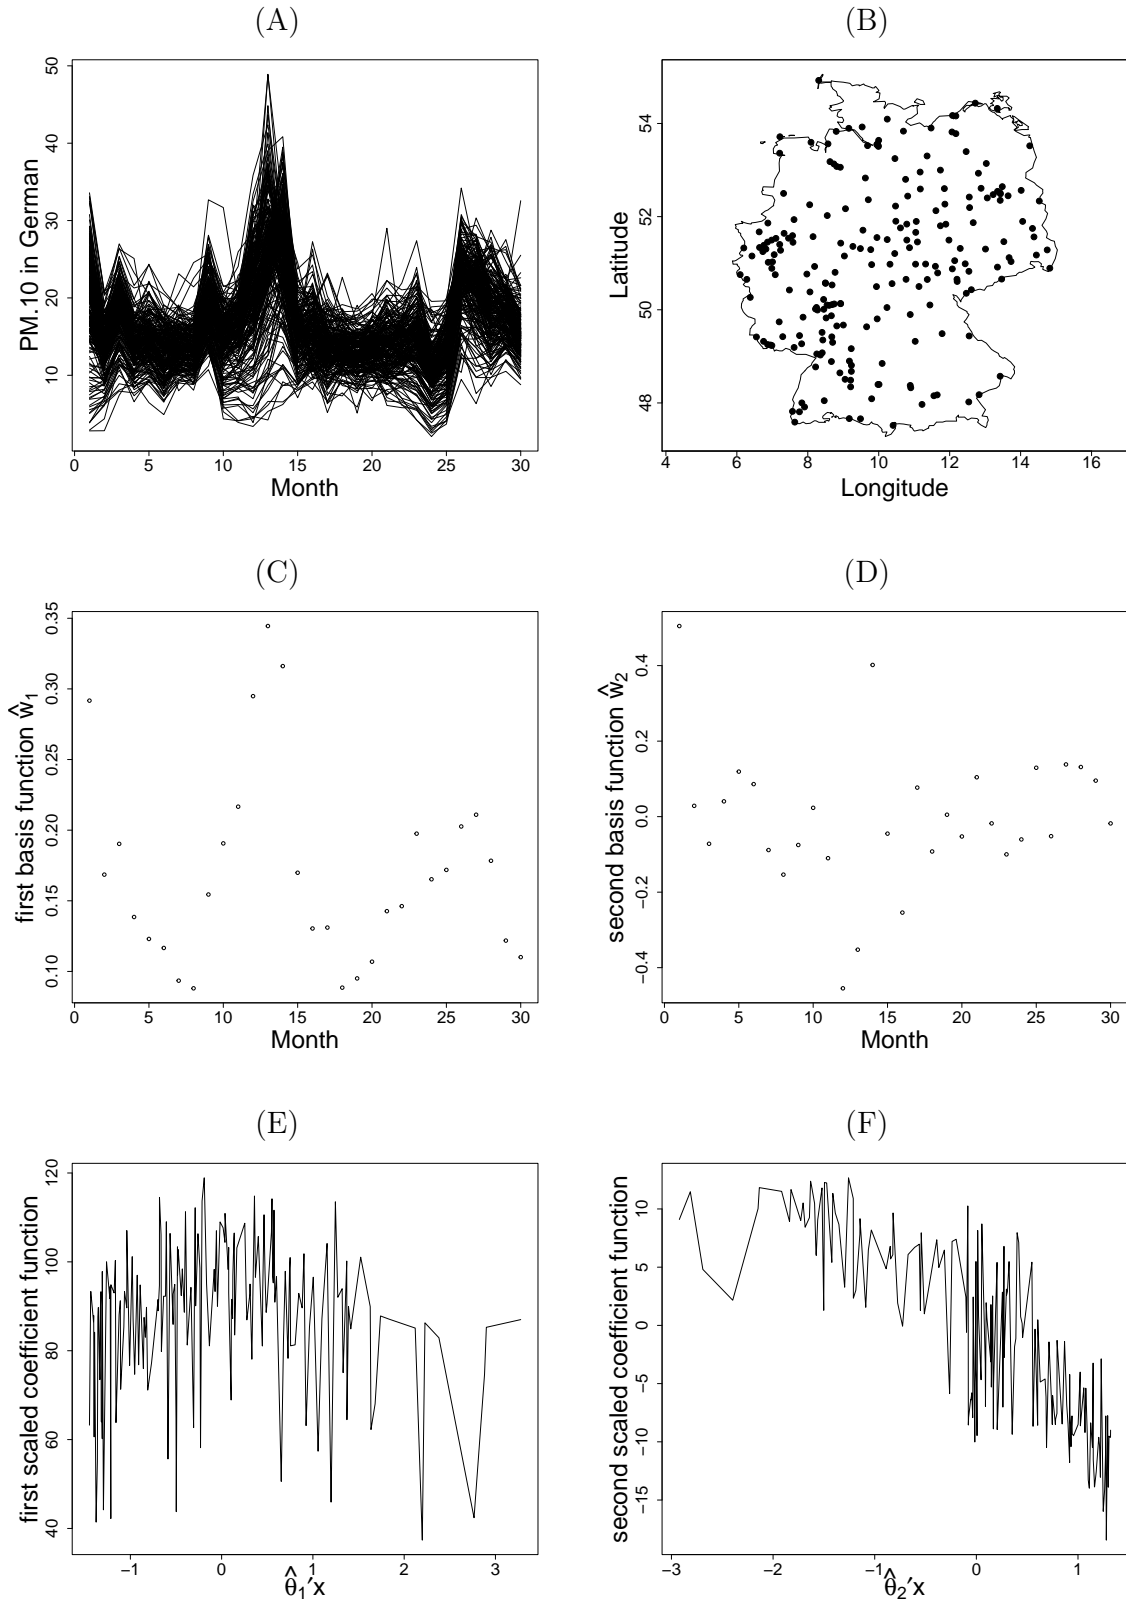 (A)
(B)
PM.10 in German
10 20 30 40 50
0 5 10 15 20 25 30
Month
Latitude
48 50 52 54
4 6 8 10 12 14 16
Longitude
(C)
(D)
first basis function ŵ₁
0.10 0.15 0.20 0.25 0.30 0.35
0 5 10 15 20 25 30
Month
second basis function ŵ₂
−0.4 −0.2 0.0 0.2 0.4
0 5 10 15 20 25 30
Month
(E)
(F)
first scaled coefficient function
40 60 80 100 120
−1 0 1 2 3
θ̂₁′x
second scaled coefficient function
−15 −10 −5 0 5 10
−3 −2 −1 0 1
θ̂₂′x